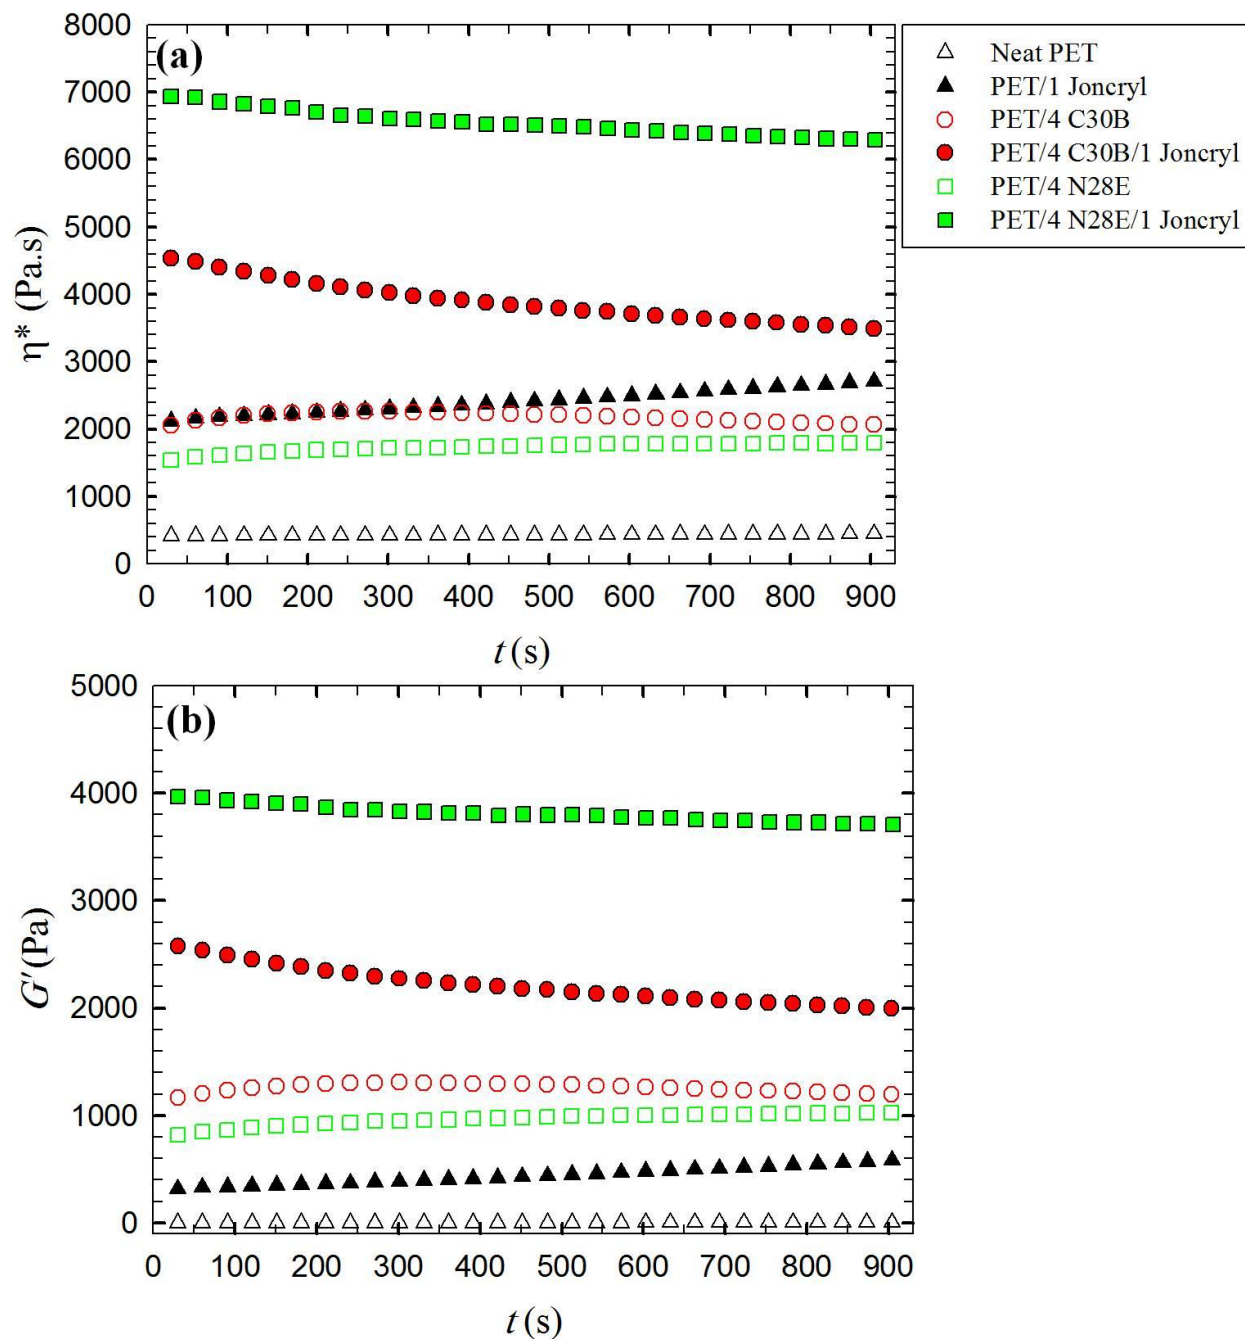 (a)
8000
7000
6000
5000
4000
3000
2000
1000
0
η* (Pa.s)
0 100 200 300 400 500 600 700 800 900
t (s)
Neat PET
PET/1 Joncryl
PET/4 C30B
PET/4 C30B/1 Joncryl
PET/4 N28E
PET/4 N28E/1 Joncryl
(b)
5000
4000
3000
2000
1000
0
G'(Pa)
0 100 200 300 400 500 600 700 800 900
t (s)